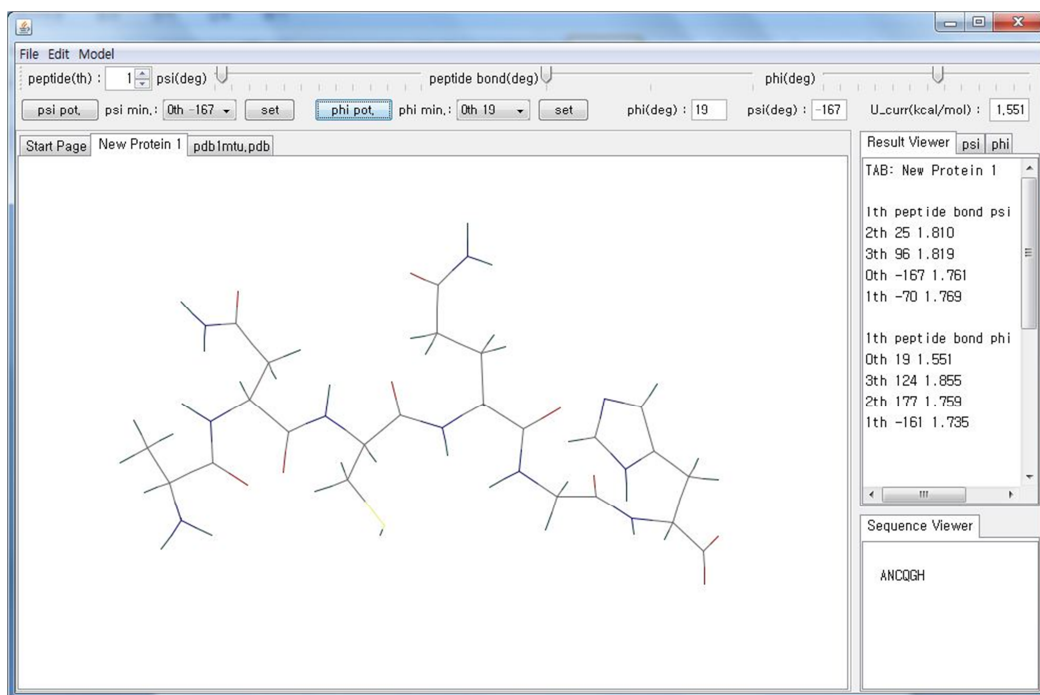 File Edit Model
peptide(th) : 1 psi(deg) peptide bond(deg) phi(deg)
psi pot, psi min,: 0th -167 set phi pot, phi min,: 0th 19 set phi(deg) : 19 psi(deg) : -167 U_curr(kcal/mol) : 1,551
Start Page New Protein 1 pdb1mtu,pdb
Result Viewer psi phi
TAB: New Protein 1
1th peptide bond psi
2th 25 1.810
3th 96 1.819
0th -167 1.761
1th -70 1.769
1th peptide bond phi
0th 19 1.551
3th 124 1.855
2th 177 1.759
1th -161 1.735
Sequence Viewer
ANCQGH